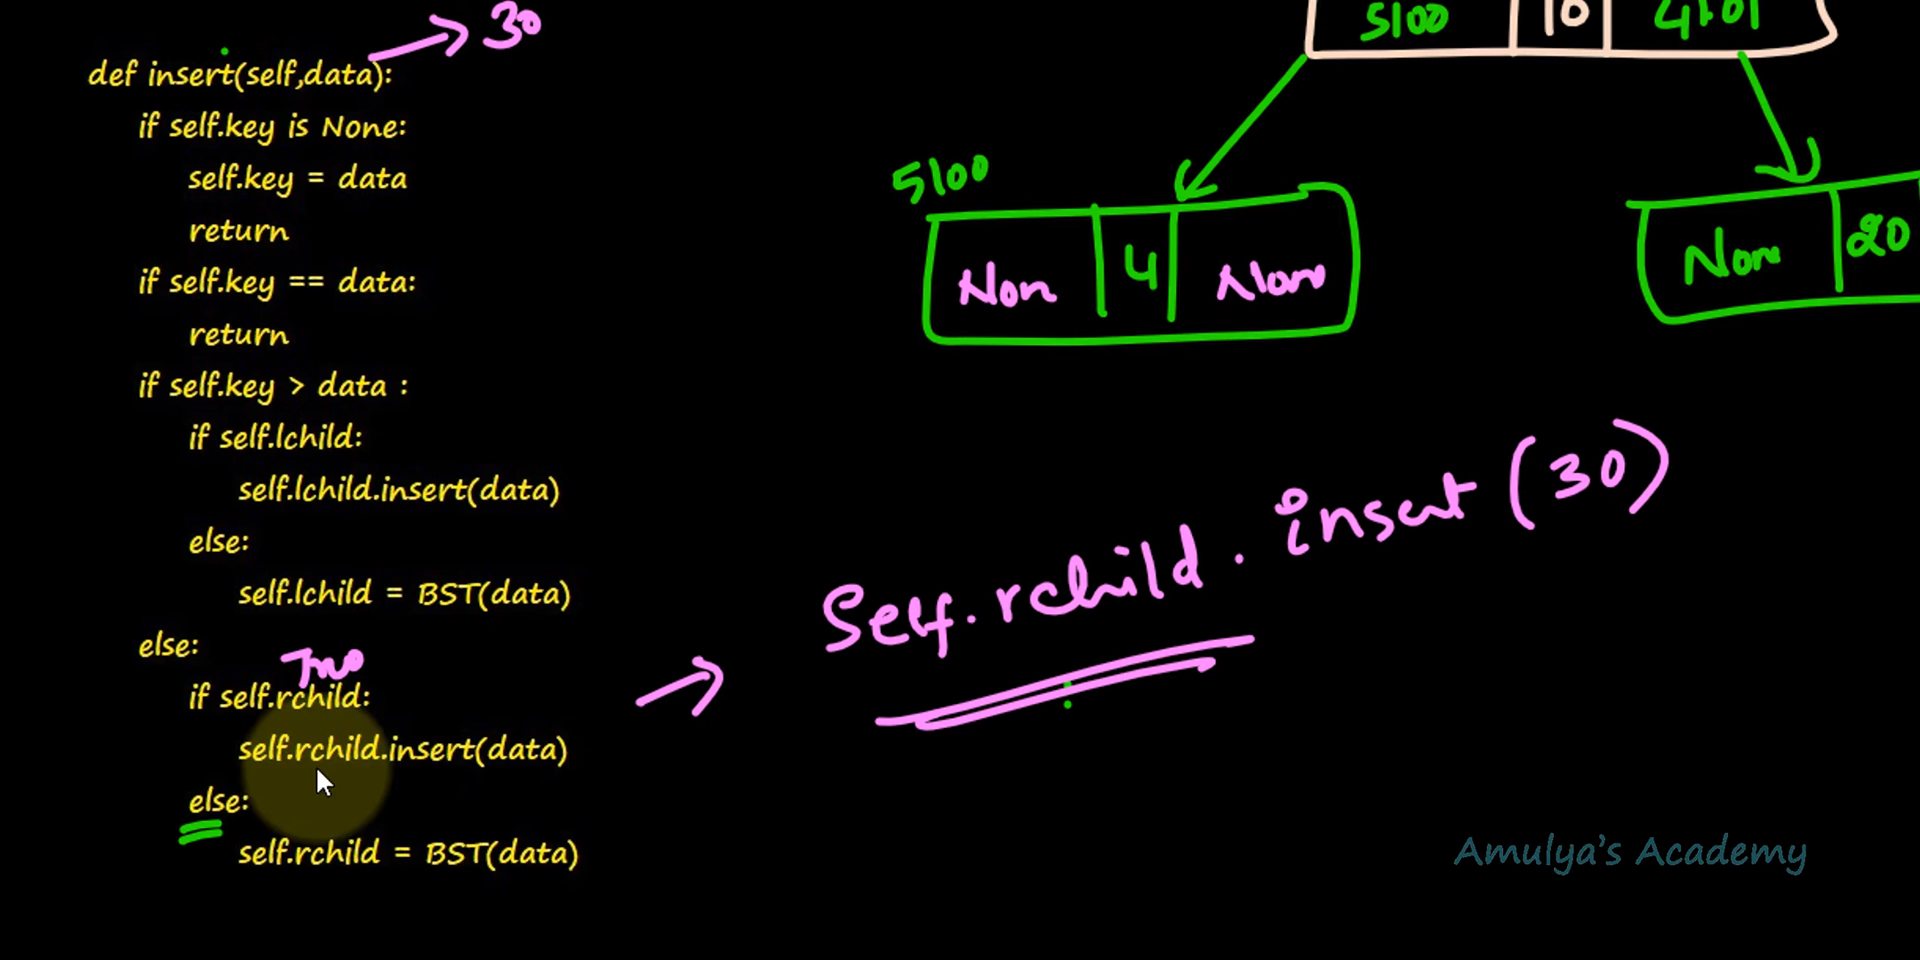 30
def insert(self,data):
if self.key is None:
self.key = data
return
if self.key == data:
return
if self.key > data :
if self.lchild:
self.lchild.insert(data)
else:
self.lchild = BST(data)
else:
if self.rchild:
self.rchild.insert(data)
else:
self.rchild = BST(data)
5100 10
5100
Non 4 Non
Non 20
Self.rchild.insert(30)
Amulya's Academy